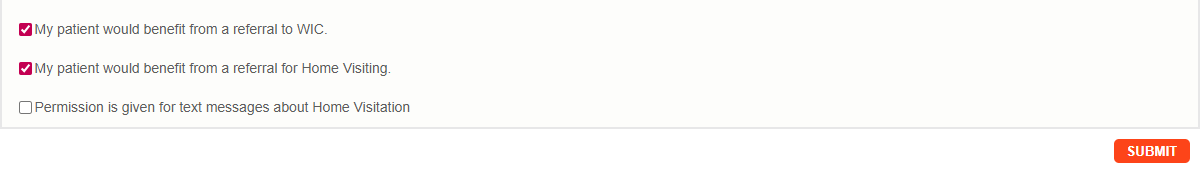 My patient would benefit from a referral to WIC.
My patient would benefit from a referral for Home Visiting.
Permission is given for text messages about Home Visitation
SUBMIT